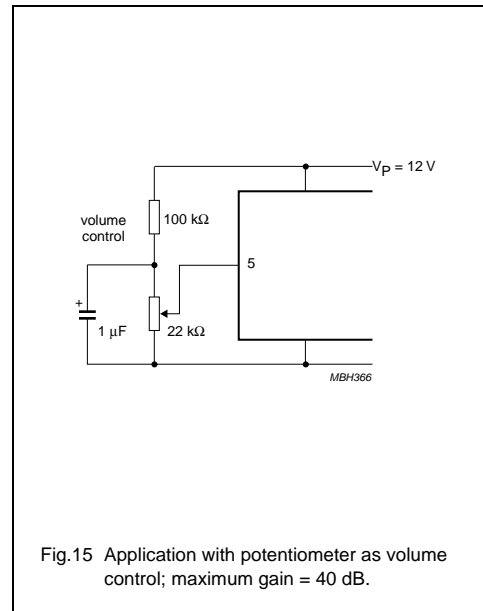 V_P = 12 V
volume
control
100 kΩ
5
+
1 μF
22 kΩ
MBH366
Fig.15 Application with potentiometer as volume
control; maximum gain = 40 dB.